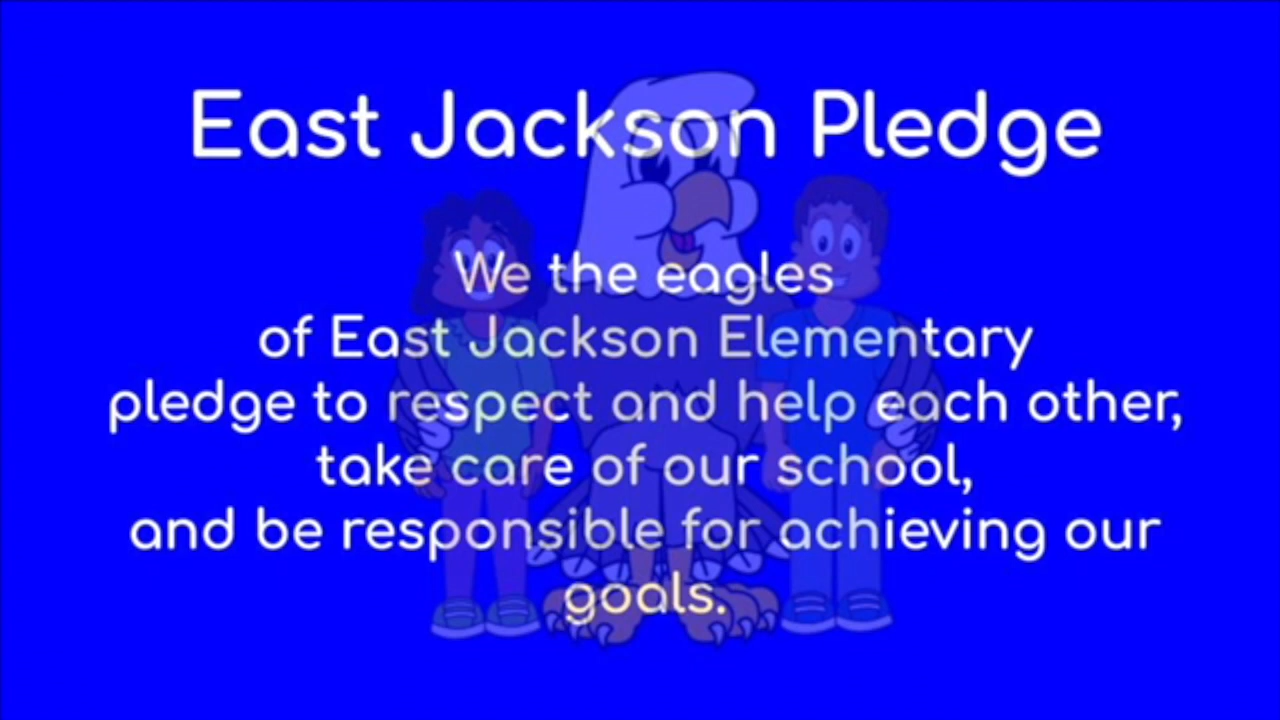 East Jackson Pledge
We the eagles
of East Jackson Elementary
pledge to respect and help each other,
take care of our school,
and be responsible for achieving our
goals.